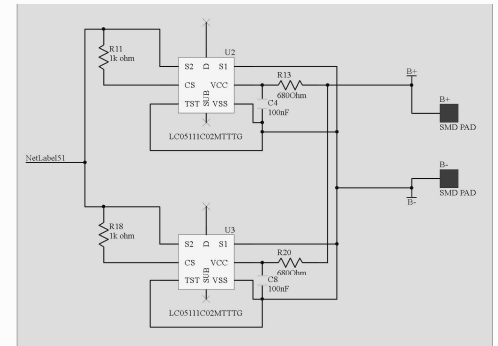 R11
1k ohm
U2
S2
D
S1
CS
VCC
TST
SUB
VSS
LC05111C02MTTTG
R13
680Ohm
C4
100nF
B+
B+
SMD PAD
NetLabel51
B-
SMD PAD
B-
R18
1k ohm
U3
S2
D
S1
CS
VCC
TST
SUB
VSS
LC05111C02MTTTG
R20
680Ohm
C8
100nF